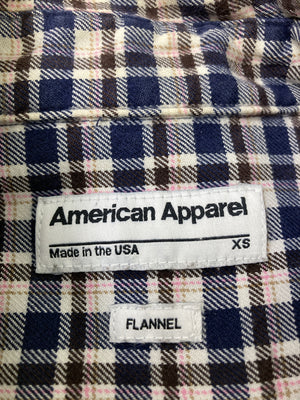 American Apparel
Made in the USA XS
FLANNEL